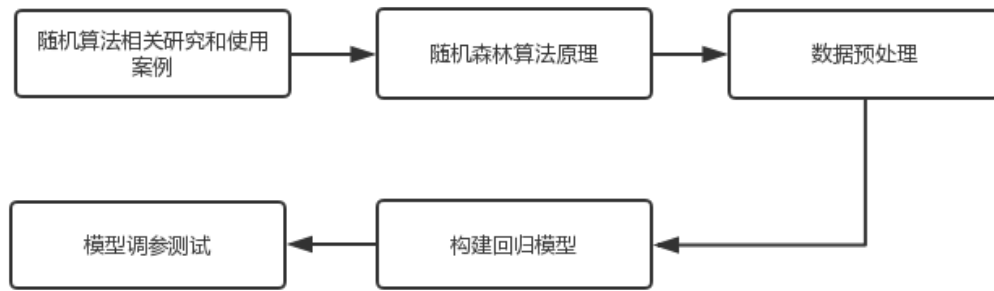 随机算法相关研究和使用
案例
随机森林算法原理
数据预处理
构建回归模型
模型调参测试